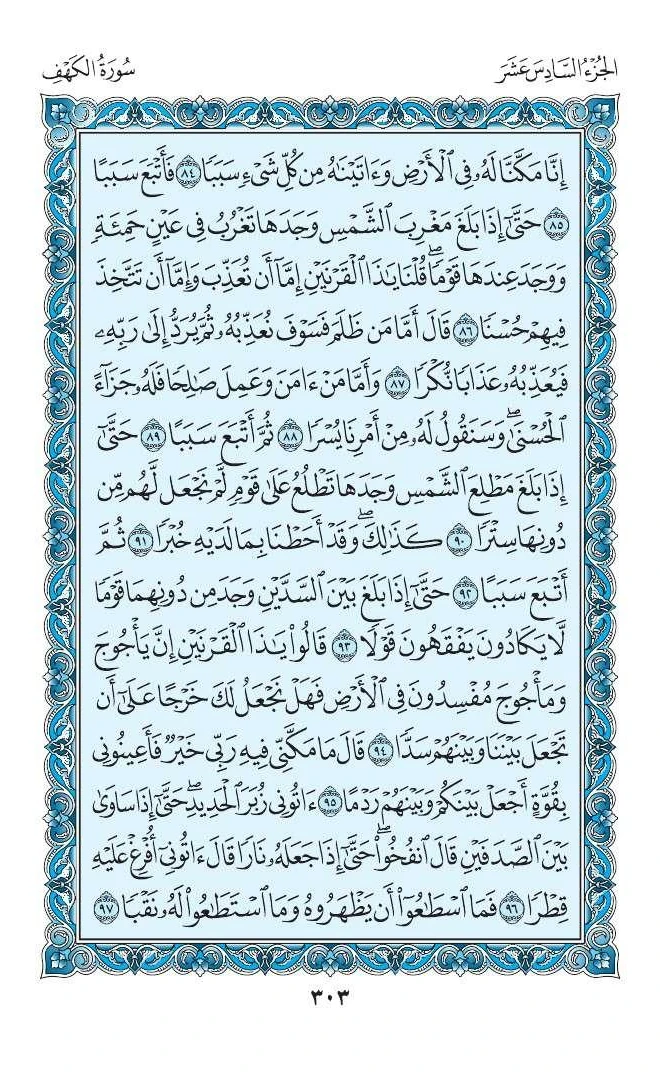 الجُزْءُ السَّادِسَ عَشَرَ
سُورَةُ الكَهْفِ
إِنَّا مَكَّنَّا لَهُۥ فِي ٱلۡأَرۡضِ وَءَاتَيۡنَٰهُ مِن كُلِّ شَيۡءٖ سَبَبٗا ٨٤ فَأَتۡبَعَ سَبَبًا
٨٥ حَتَّىٰٓ إِذَا بَلَغَ مَغۡرِبَ ٱلشَّمۡسِ وَجَدَهَا تَغۡرُبُ فِي عَيۡنٍ حَمِئَةٖ
وَوَجَدَ عِندَهَا قَوۡمٗاۖ قُلۡنَا يَٰذَا ٱلۡقَرۡنَيۡنِ إِمَّآ أَن تُعَذِّبَ وَإِمَّآ أَن تَتَّخِذَ
فِيهِمۡ حُسۡنٗا ٨٦ قَالَ أَمَّا مَن ظَلَمَ فَسَوۡفَ نُعَذِّبُهُۥ ثُمَّ يُرَدُّ إِلَىٰ رَبِّهِۦ
فَيُعَذِّبُهُۥ عَذَابٗا نُّكۡرٗا ٨٧ وَأَمَّا مَنۡ ءَامَنَ وَعَمِلَ صَٰلِحٗا فَلَهُۥ جَزَآءً
ٱلۡحُسۡنَىٰۖ وَسَنَقُولُ لَهُۥ مِنۡ أَمۡرِنَا يُسۡرٗا ٨٨ ثُمَّ أَتۡبَعَ سَبَبًا ٨٩ حَتَّىٰٓ
إِذَا بَلَغَ مَطۡلِعَ ٱلشَّمۡسِ وَجَدَهَا تَطۡلُعُ عَلَىٰ قَوۡمٖ لَّمۡ نَجۡعَل لَّهُم مِّن
دُونِهَا سِتۡرٗا ٩٠ كَذَٰلِكَۖ وَقَدۡ أَحَطۡنَا بِمَا لَدَيۡهِ خُبۡرٗا ٩١ ثُمَّ
أَتۡبَعَ سَبَبًا ٩٢ حَتَّىٰٓ إِذَا بَلَغَ بَيۡنَ ٱلسَّدَّيۡنِ وَجَدَ مِن دُونِهِمَا قَوۡمٗا
لَّا يَكَادُونَ يَفۡقَهُونَ قَوۡلٗا ٩٣ قَالُواْ يَٰذَا ٱلۡقَرۡنَيۡنِ إِنَّ يَأۡجُوجَ
وَمَأۡجُوجَ مُفۡسِدُونَ فِي ٱلۡأَرۡضِ فَهَلۡ نَجۡعَلُ لَكَ خَرۡجًا عَلَىٰٓ أَن
تَجۡعَلَ بَيۡنَنَا وَبَيۡنَهُمۡ سَدّٗا ٩٤ قَالَ مَا مَكَّنِّي فِيهِ رَبِّي خَيۡرٞ فَأَعِينُونِي
بِقُوَّةٍ أَجۡعَلۡ بَيۡنَكُمۡ وَبَيۡنَهُمۡ رَدۡمًا ٩٥ ءَاتُونِي زُبَرَ ٱلۡحَدِيدِۖ حَتَّىٰٓ إِذَا سَاوَىٰ
بَيۡنَ ٱلصَّدَفَيۡنِ قَالَ ٱنفُخُواْۖ حَتَّىٰٓ إِذَا جَعَلَهُۥ نَارٗا قَالَ ءَاتُونِيٓ أُفۡرِغۡ عَلَيۡهِ
قِطۡرٗا ٩٦ فَمَا ٱسۡطَٰعُوٓاْ أَن يَظۡهَرُوهُ وَمَا ٱسۡتَطَٰعُواْ لَهُۥ نَقۡبٗا ٩٧
٣٠٣